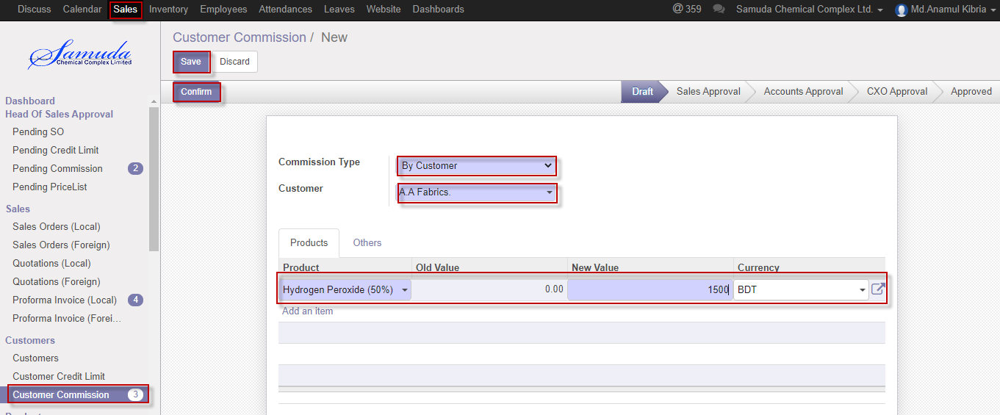 Discuss Calendar Sales Inventory Employees Attendances Leaves Website Dashboards @ 359 Samuda Chemical Complex Ltd. Md.Anamul Kibria
Samuda
Chemical Complex Limited
Customer Commission / New
Save Discard
Confirm Draft Sales Approval Accounts Approval CXO Approval Approved
Dashboard
Head Of Sales Approval
Pending SO
Pending Credit Limit
Pending Commission 2
Pending PriceList
Sales
Sales Orders (Local)
Sales Orders (Foreign)
Quotations (Local)
Quotations (Foreign)
Proforma Invoice (Local) 4
Proforma Invoice (Forei...
Customers
Customers
Customer Credit Limit
Customer Commission 3
Commission Type By Customer
Customer A.A Fabrics.
Products Others
Product Old Value New Value Currency
Hydrogen Peroxide (50%) 0.00 1500 BDT
Add an item